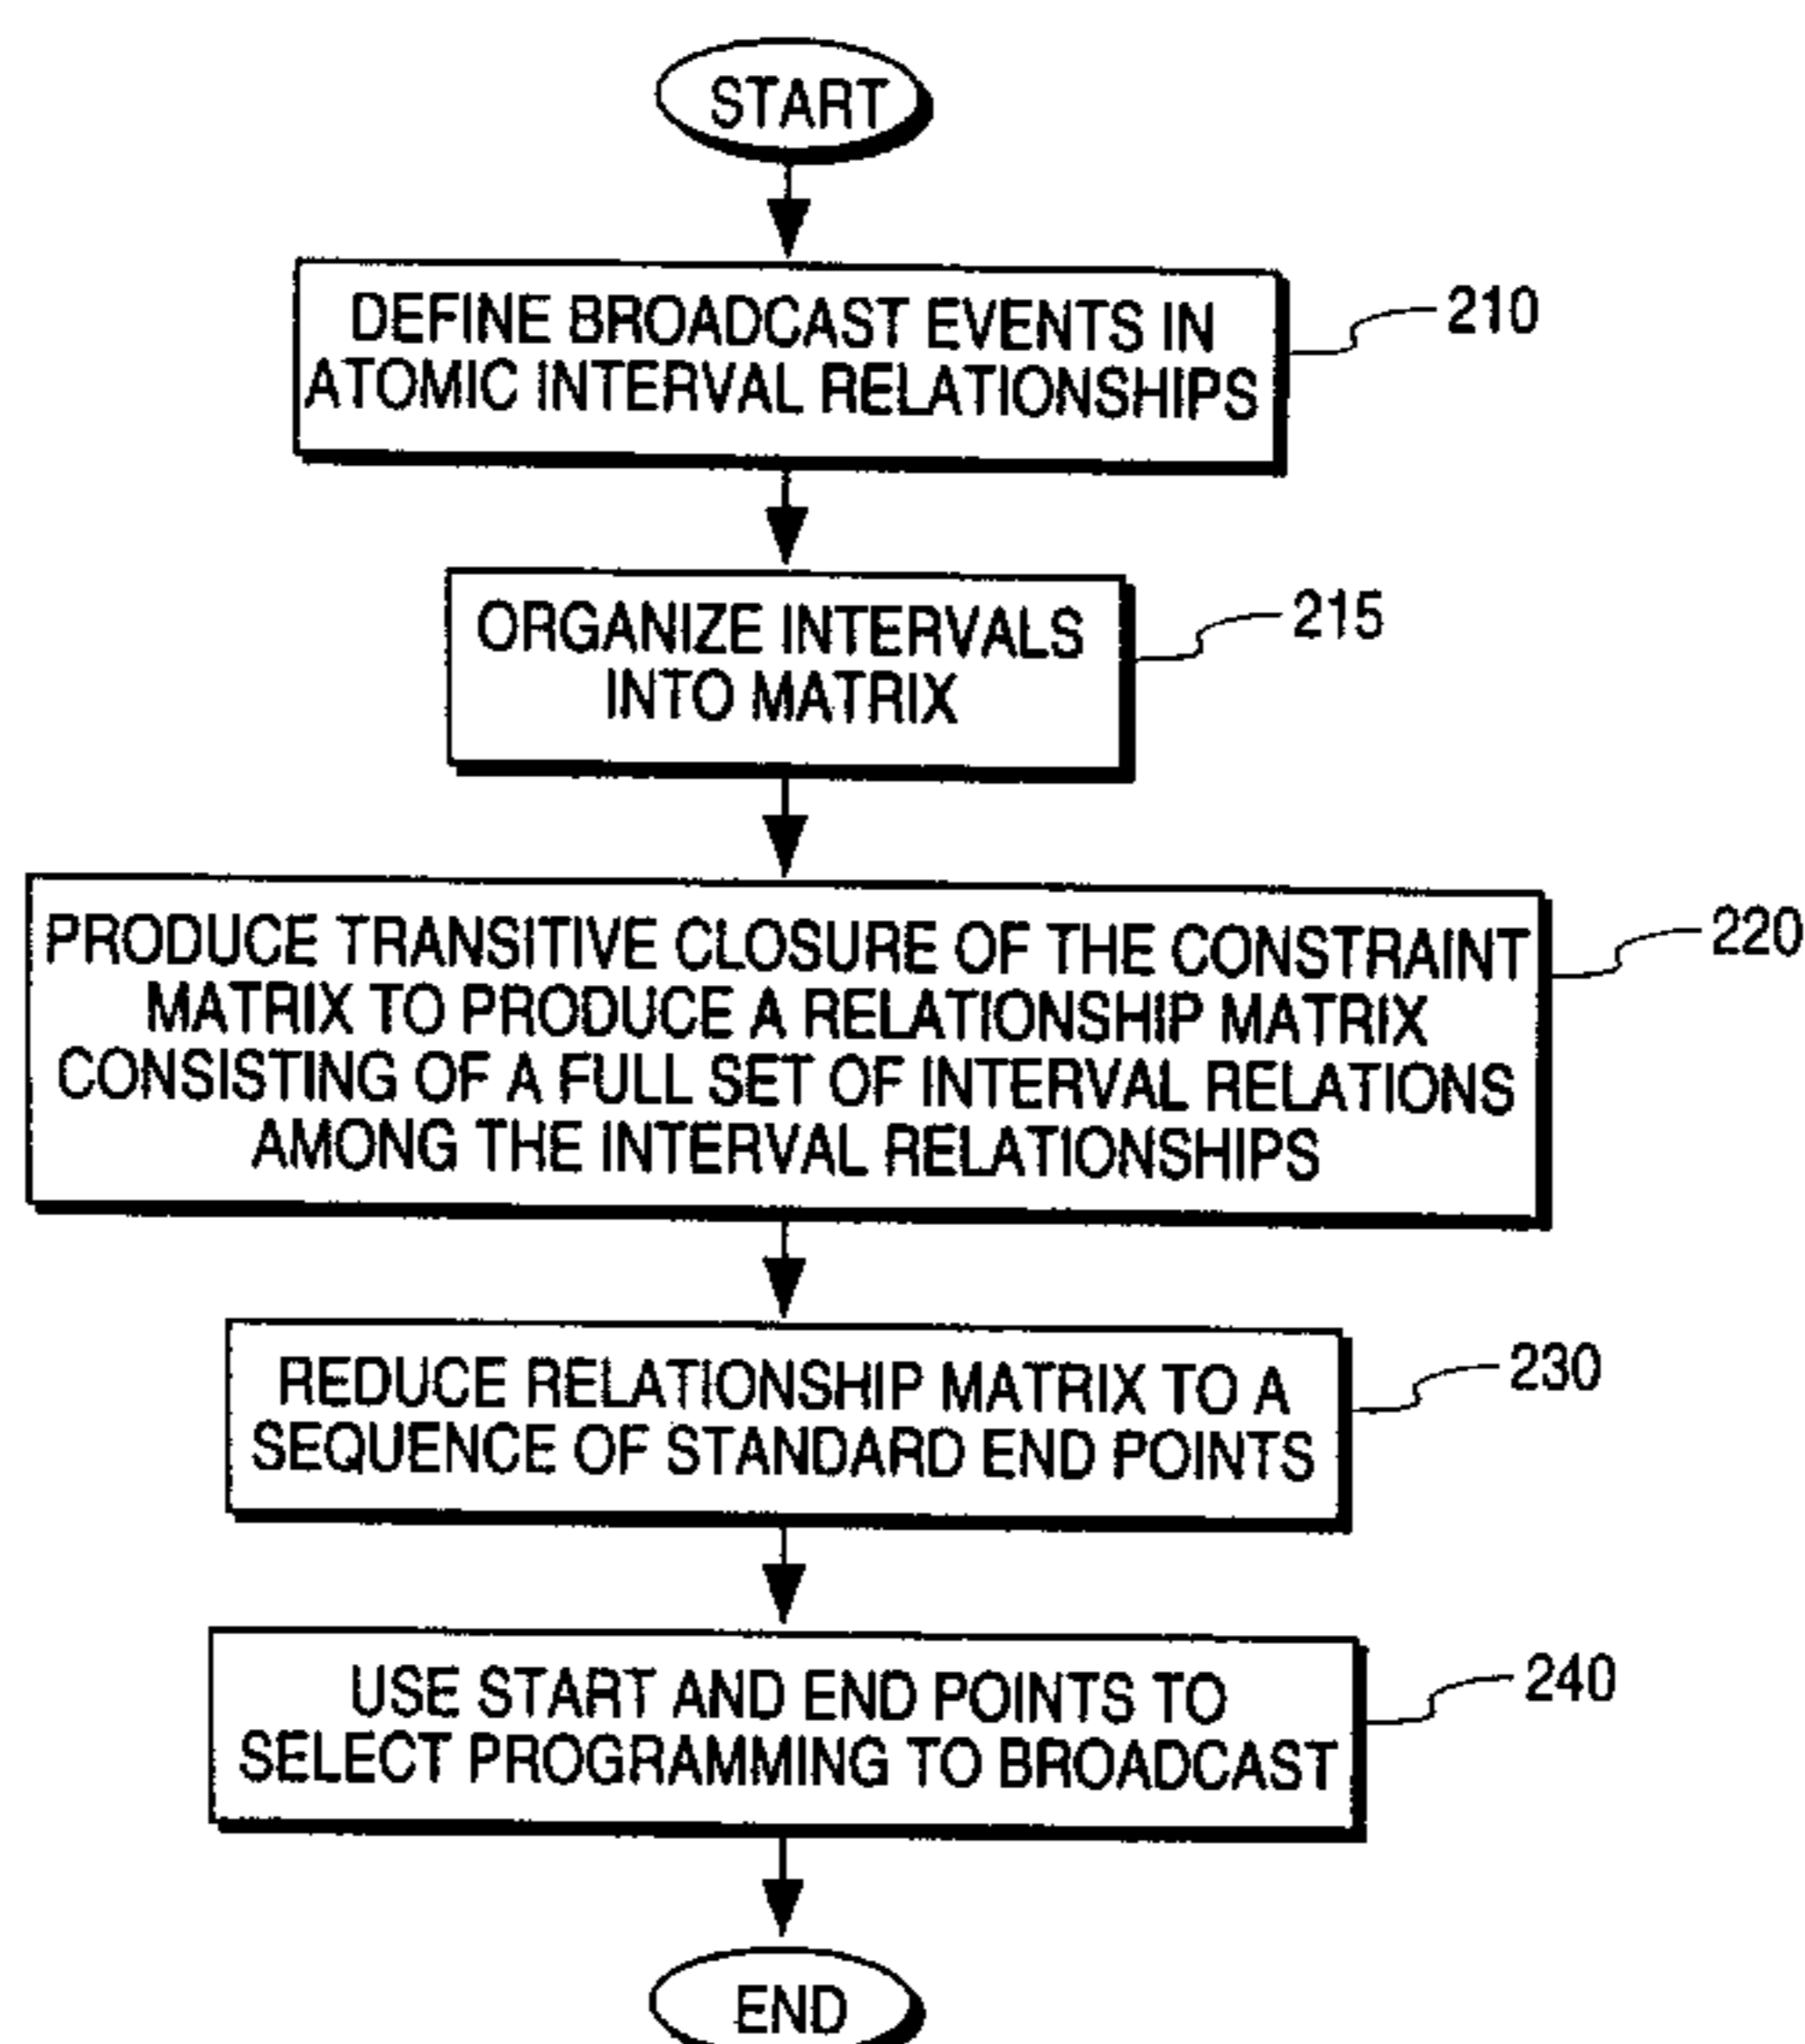 START
DEFINE BROADCAST EVENTS IN
ATOMIC INTERVAL RELATIONSHIPS
210
ORGANIZE INTERVALS
INTO MATRIX
215
PRODUCE TRANSITIVE CLOSURE OF THE CONSTRAINT
MATRIX TO PRODUCE A RELATIONSHIP MATRIX
CONSISTING OF A FULL SET OF INTERVAL RELATIONS
AMONG THE INTERVAL RELATIONSHIPS
220
REDUCE RELATIONSHIP MATRIX TO A
SEQUENCE OF STANDARD END POINTS
230
USE START AND END POINTS TO
SELECT PROGRAMMING TO BROADCAST
240
END